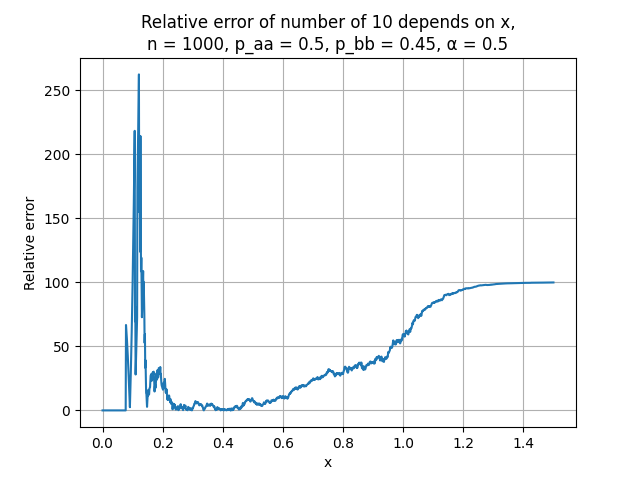 Relative error of number of 10 depends on x,
n = 1000, p_aa = 0.5, p_bb = 0.45, α = 0.5
250
200
150
100
50
0
Relative error
0.0 0.2 0.4 0.6 0.8 1.0 1.2 1.4
x